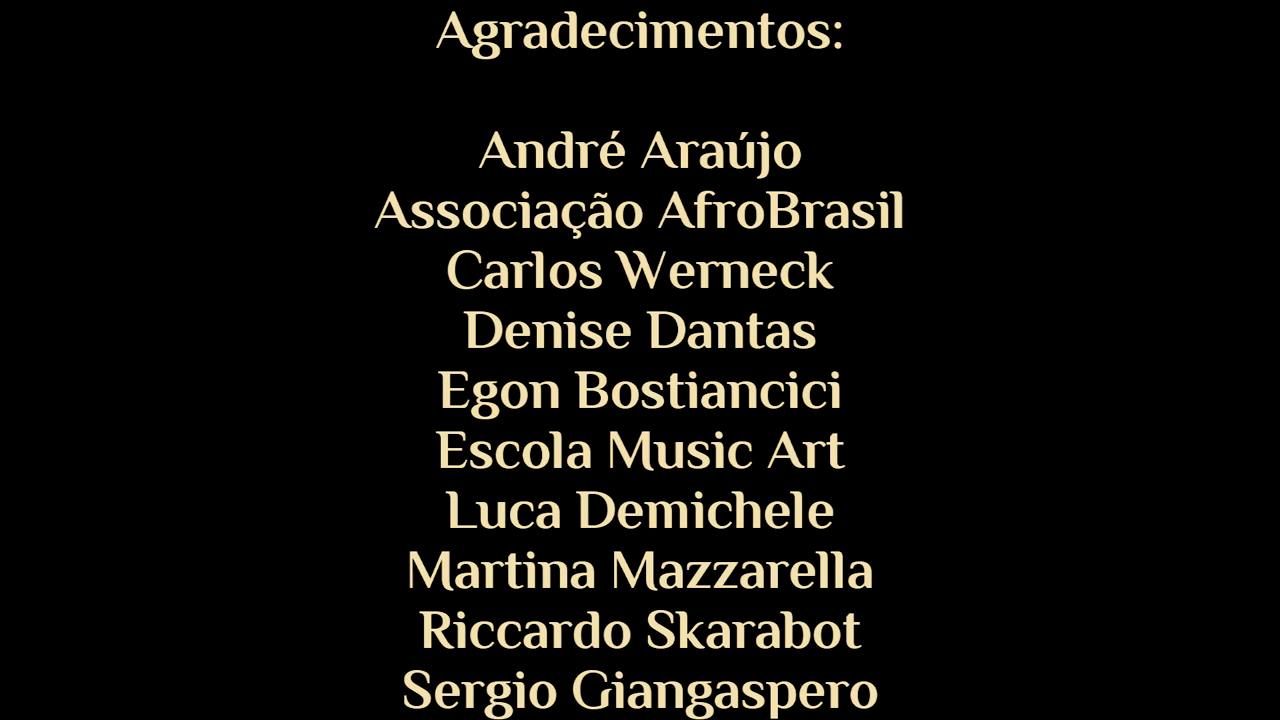 Agradecimentos:
André Araújo
Associação AfroBrasil
Carlos Werneck
Denise Dantas
Egon Bostiancici
Escola Music Art
Luca Demichele
Martina Mazzarella
Riccardo Skarabot
Sergio Giangaspero